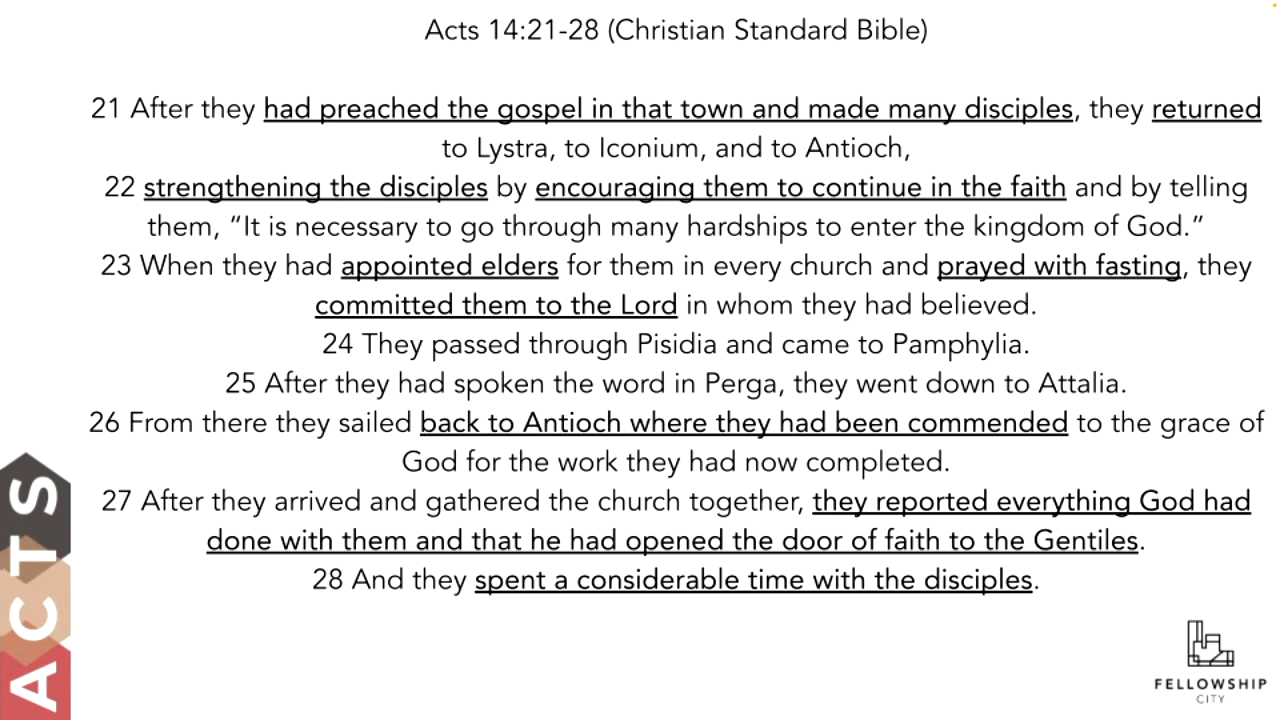 Acts 14:21-28 (Christian Standard Bible)
21 After they had preached the gospel in that town and made many disciples, they returned
to Lystra, to Iconium, and to Antioch,
22 strengthening the disciples by encouraging them to continue in the faith and by telling
them, “It is necessary to go through many hardships to enter the kingdom of God.”
23 When they had appointed elders for them in every church and prayed with fasting, they
committed them to the Lord in whom they had believed.
24 They passed through Pisidia and came to Pamphylia.
25 After they had spoken the word in Perga, they went down to Attalia.
26 From there they sailed back to Antioch where they had been commended to the grace of
God for the work they had now completed.
27 After they arrived and gathered the church together, they reported everything God had
done with them and that he had opened the door of faith to the Gentiles.
28 And they spent a considerable time with the disciples.
ACTS
FELLOWSHIP
CITY